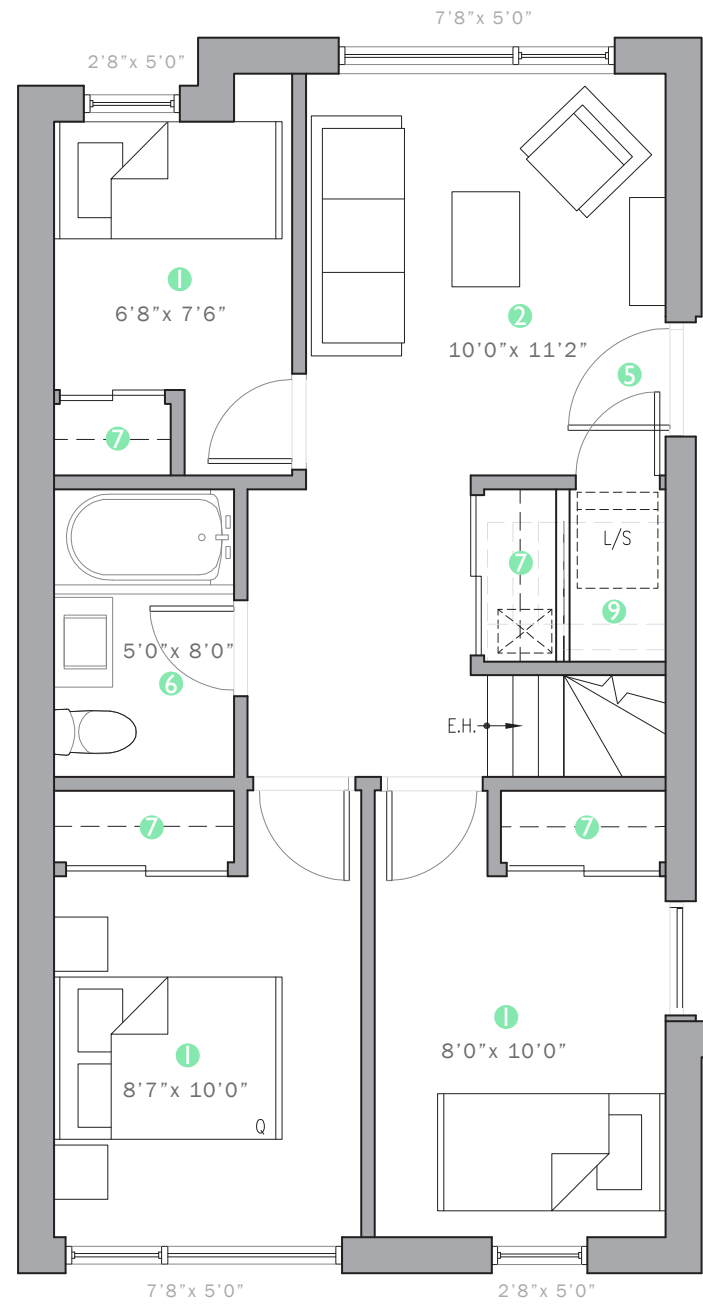 7’8”x 5’0”
2’8”x 5’0”
1
6’8”x 7’6”
2
10’0”x 11’2”
5
7
L/S
7
9
5’0”x 8’0”
6
E.H.
7
7
1
8’0”x 10’0”
1
8’7”x 10’0”
Q
7’8”x 5’0”
2’8”x 5’0”